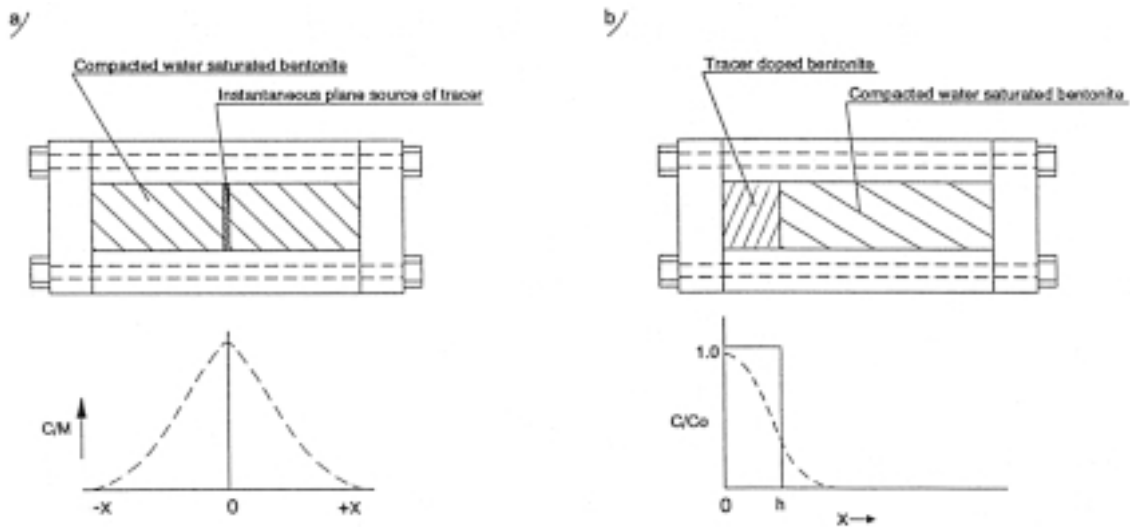 a/
Compacted water saturated bentonite
Instantaneous plane source of tracer
C/M
-x
0
+x
b/
Tracer doped bentonite
Compacted water saturated bentonite
1.0
C/Co
0
h
x